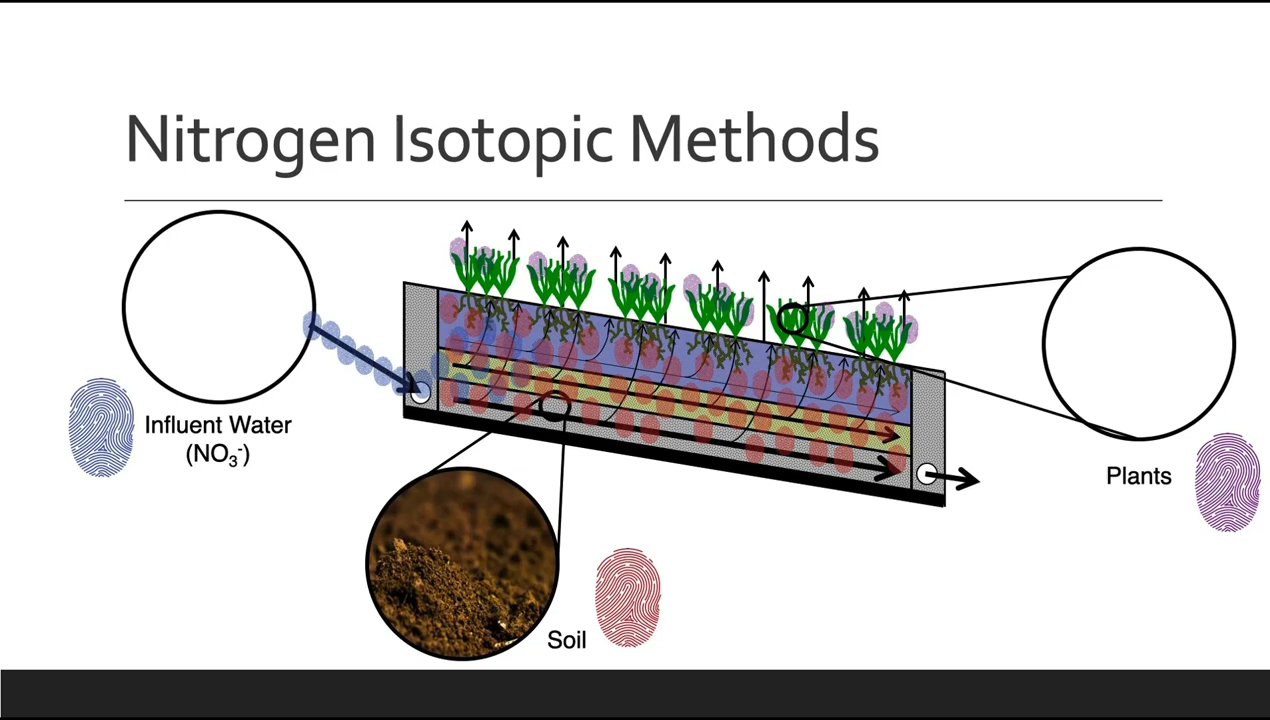 Nitrogen Isotopic Methods
Influent Water
(NO₃⁻)
Plants
Soil